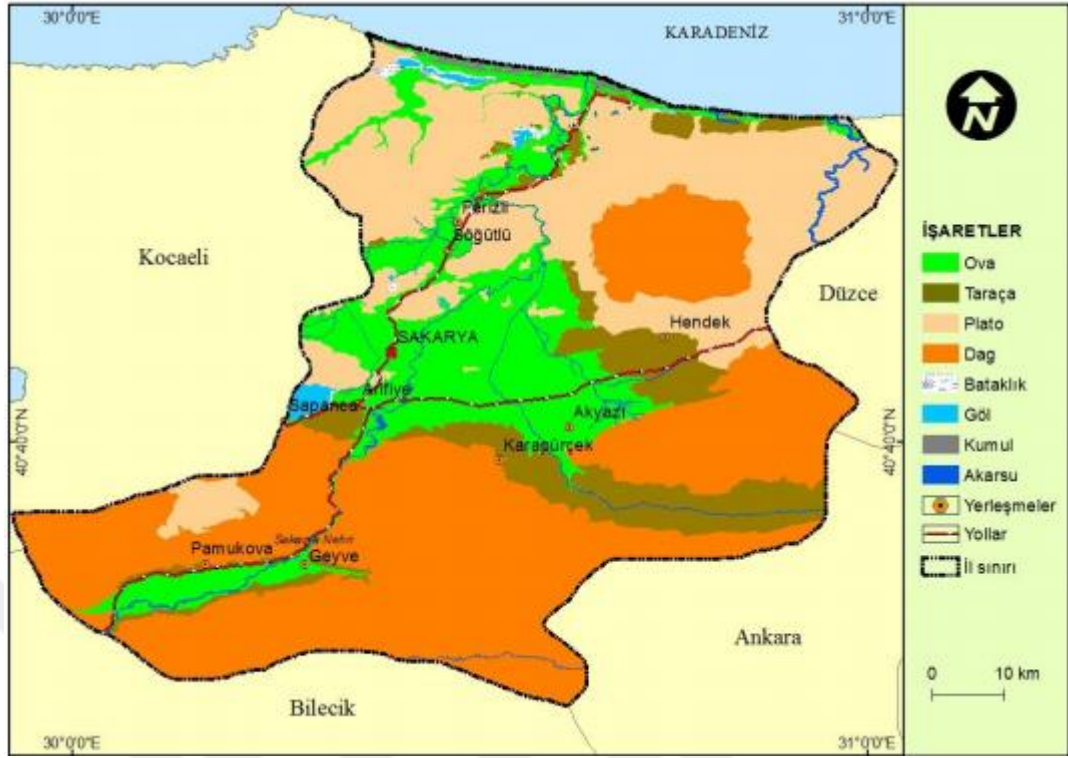 30°0'0"E
31°0'0"E
KARADENİZ
N
Kocaeli
Ferizli
Söğütlü
Düzce
Hendek
SAKARYA
Arifiye
Sapanca
Akyazı
Karapürçek
40°40'0"N
40°40'0"N
Sakarya Nehri
Pamukova
Geyve
Ankara
Bilecik
30°0'0"E
31°0'0"E
İŞARETLER
Ova
Taraça
Plato
Dag
Bataklık
Göl
Kumul
Akarsu
Yerleşmeler
Yollar
İl sınırı
0 10 km